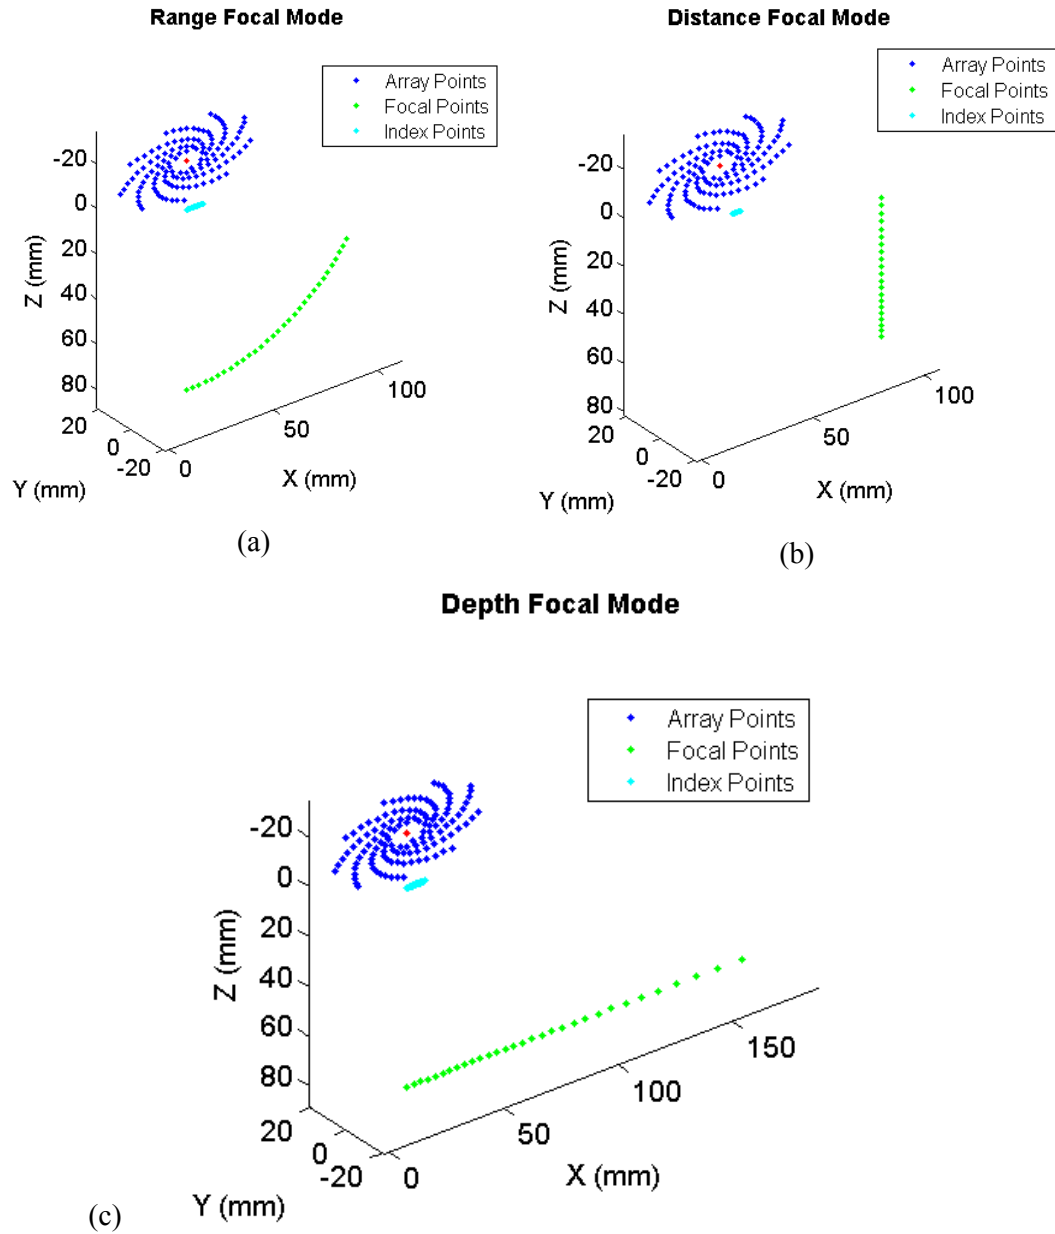 Range Focal Mode
Array Points
Focal Points
Index Points
-20
0
20
40
60
80
Z (mm)
20
0
-20
Y (mm)
0
50
100
X (mm)
(a)
Distance Focal Mode
Array Points
Focal Points
Index Points
-20
0
20
40
60
80
Z (mm)
20
0
-20
Y (mm)
0
50
100
X (mm)
(b)
Depth Focal Mode
Array Points
Focal Points
Index Points
-20
0
20
40
60
80
Z (mm)
20
0
-20
Y (mm)
0
50
100
150
X (mm)
(c)